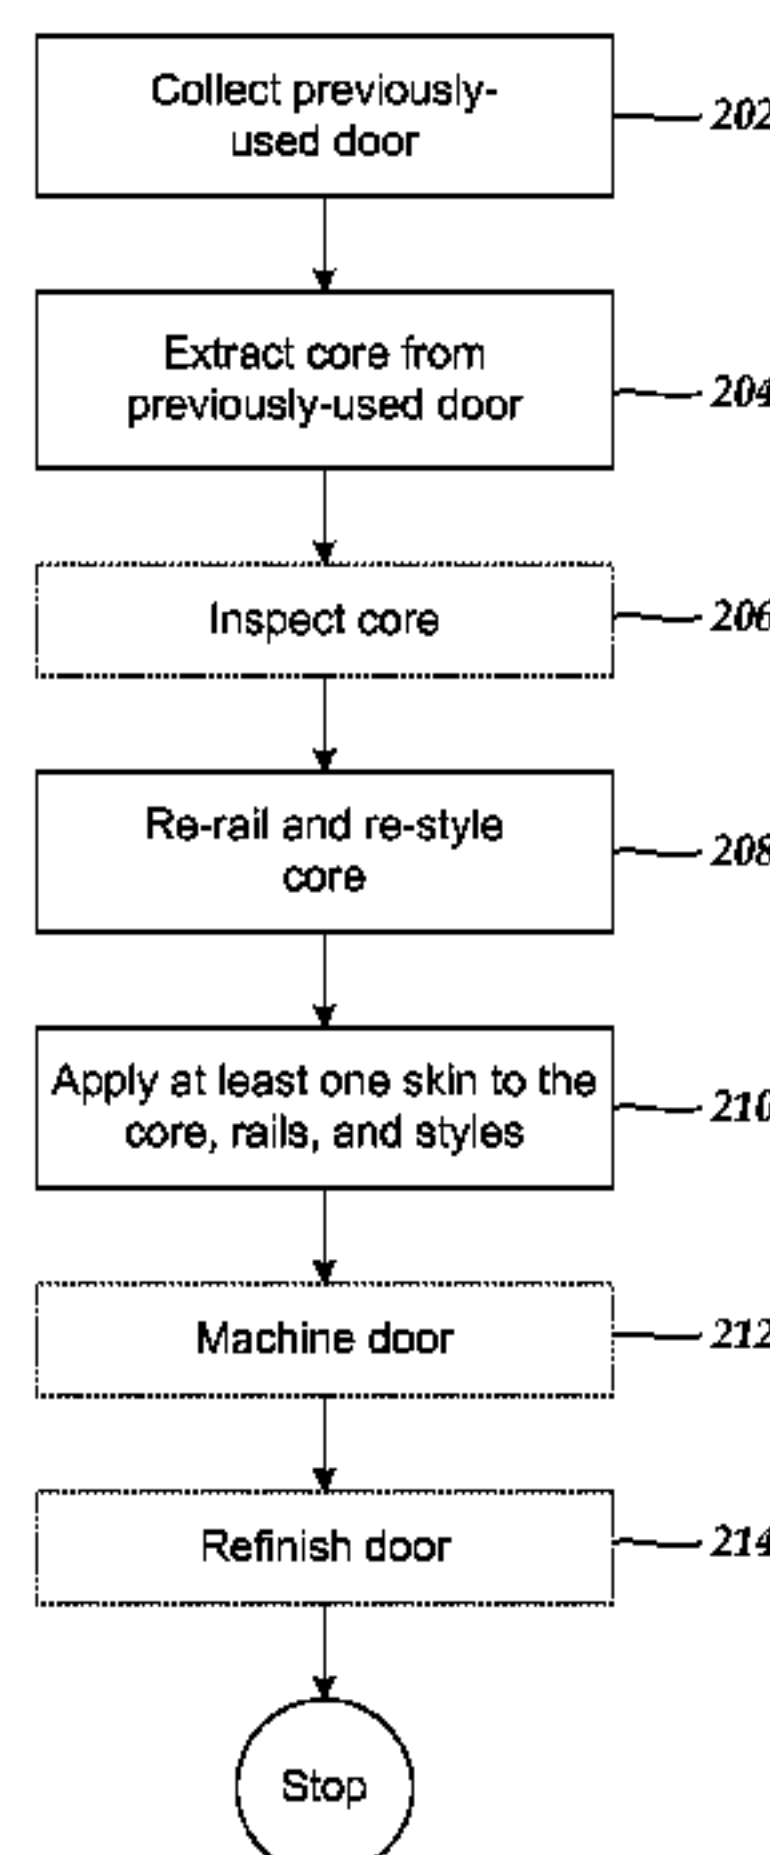 Collect previously-
used door
202
Extract core from
previously-used door
204
Inspect core
206
Re-rail and re-style
core
208
Apply at least one skin to the
core, rails, and styles
210
Machine door
212
Refinish door
214
Stop